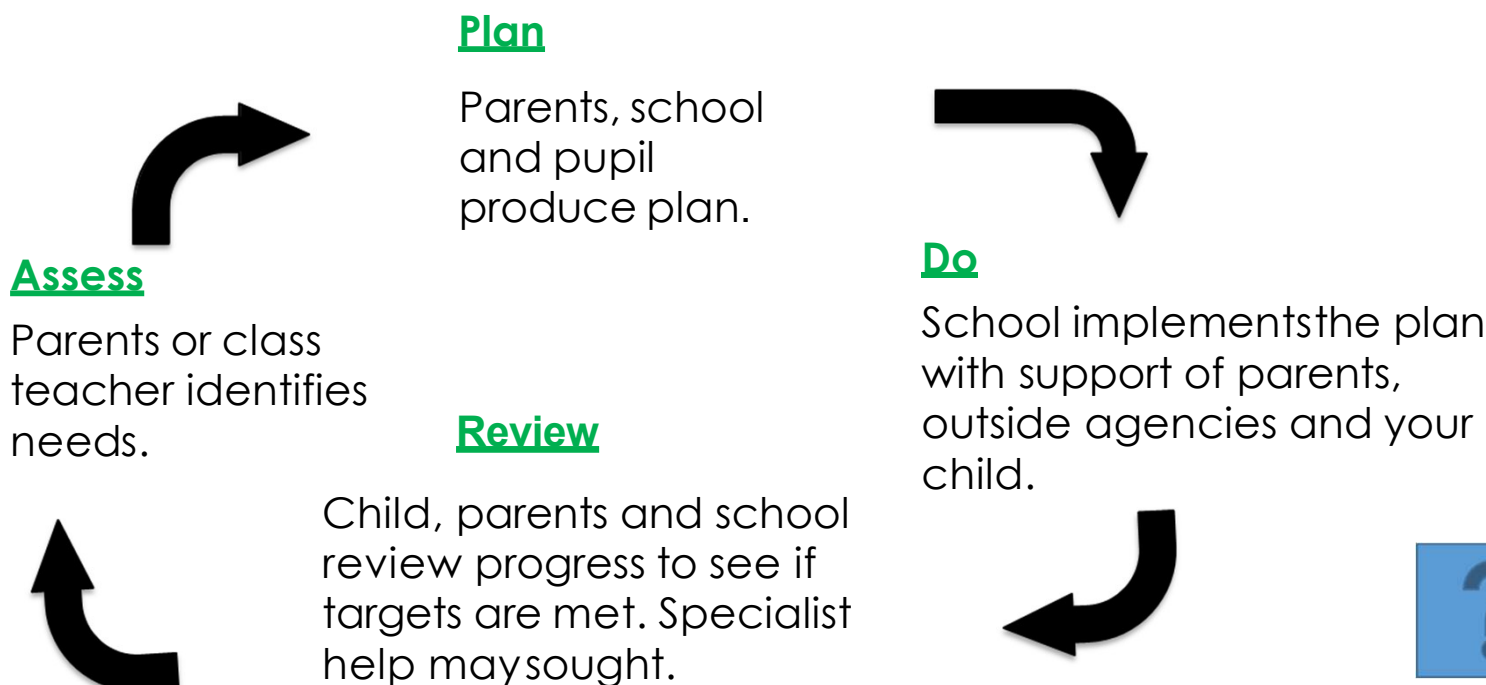 Plan
Parents, school
and pupil
produce plan.
Assess
Parents or class
teacher identifies
needs.
Do
School implementsthe plan
with support of parents,
outside agencies and your
child.
Review
Child, parents and school
review progress to see if
targets are met. Specialist
help maysought.
?